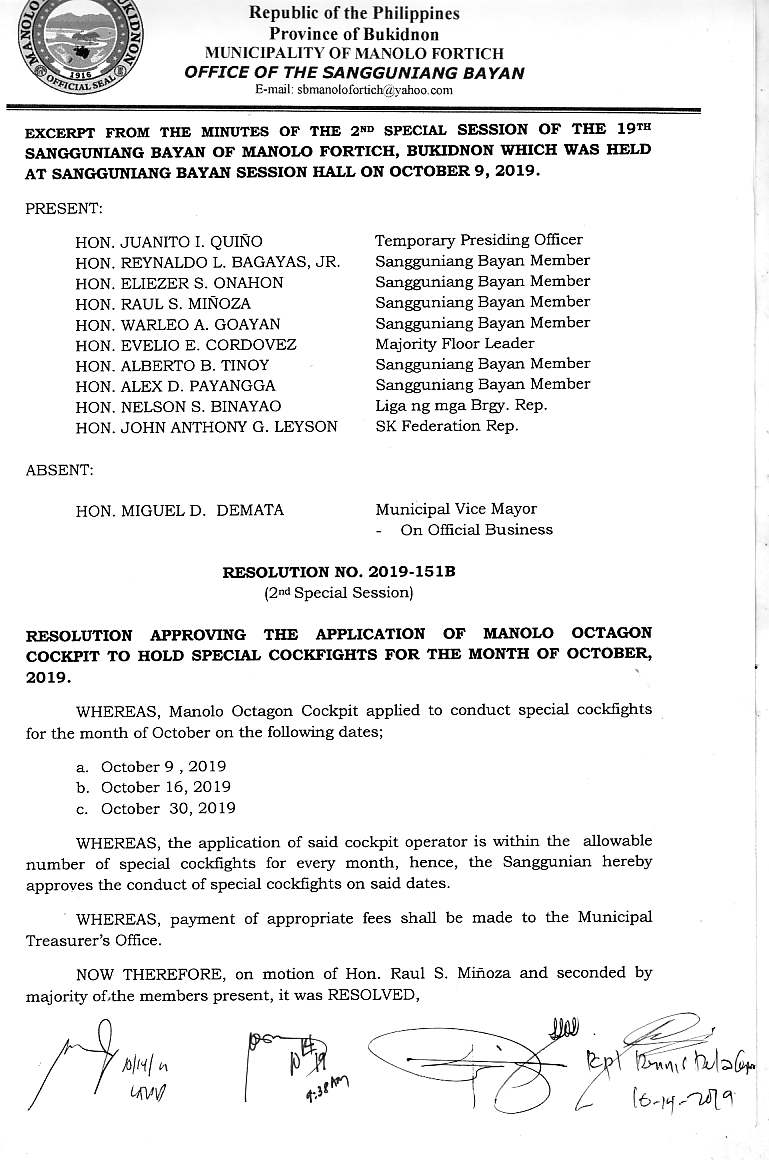 MANOLO BUKIDNON
1916
OFFICIAL SEAL
Republic of the Philippines
Province of Bukidnon
MUNICIPALITY OF MANOLO FORTICH
OFFICE OF THE SANGGUNIANG BAYAN
E-mail: sbmanolofortich@yahoo.com
EXCERPT FROM THE MINUTES OF THE 2ND SPECIAL SESSION OF THE 19TH
SANGGUNIANG BAYAN OF MANOLO FORTICH, BUKIDNON WHICH WAS HELD
AT SANGGUNIANG BAYAN SESSION HALL ON OCTOBER 9, 2019.
PRESENT:
HON. JUANITO I. QUIÑO Temporary Presiding Officer
HON. REYNALDO L. BAGAYAS, JR. Sangguniang Bayan Member
HON. ELIEZER S. ONAHON Sangguniang Bayan Member
HON. RAUL S. MIÑOZA Sangguniang Bayan Member
HON. WARLEO A. GOAYAN Sangguniang Bayan Member
HON. EVELIO E. CORDOVEZ Majority Floor Leader
HON. ALBERTO B. TINOY Sangguniang Bayan Member
HON. ALEX D. PAYANGGA Sangguniang Bayan Member
HON. NELSON S. BINAYAO Liga ng mga Brgy. Rep.
HON. JOHN ANTHONY G. LEYSON SK Federation Rep.
ABSENT:
HON. MIGUEL D. DEMATA Municipal Vice Mayor
- On Official Business
RESOLUTION NO. 2019-151B
(2nd Special Session)
RESOLUTION APPROVING THE APPLICATION OF MANOLO OCTAGON
COCKPIT TO HOLD SPECIAL COCKFIGHTS FOR THE MONTH OF OCTOBER,
2019.
WHEREAS, Manolo Octagon Cockpit applied to conduct special cockfights
for the month of October on the following dates;
a. October 9 , 2019
b. October 16, 2019
c. October 30, 2019
WHEREAS, the application of said cockpit operator is within the allowable
number of special cockfights for every month, hence, the Sanggunian hereby
approves the conduct of special cockfights on said dates.
WHEREAS, payment of appropriate fees shall be made to the Municipal
Treasurer's Office.
NOW THEREFORE, on motion of Hon. Raul S. Miñoza and seconded by
majority of the members present, it was RESOLVED,
10/14/19
10 14 19
9:38 AM
10-14-2019